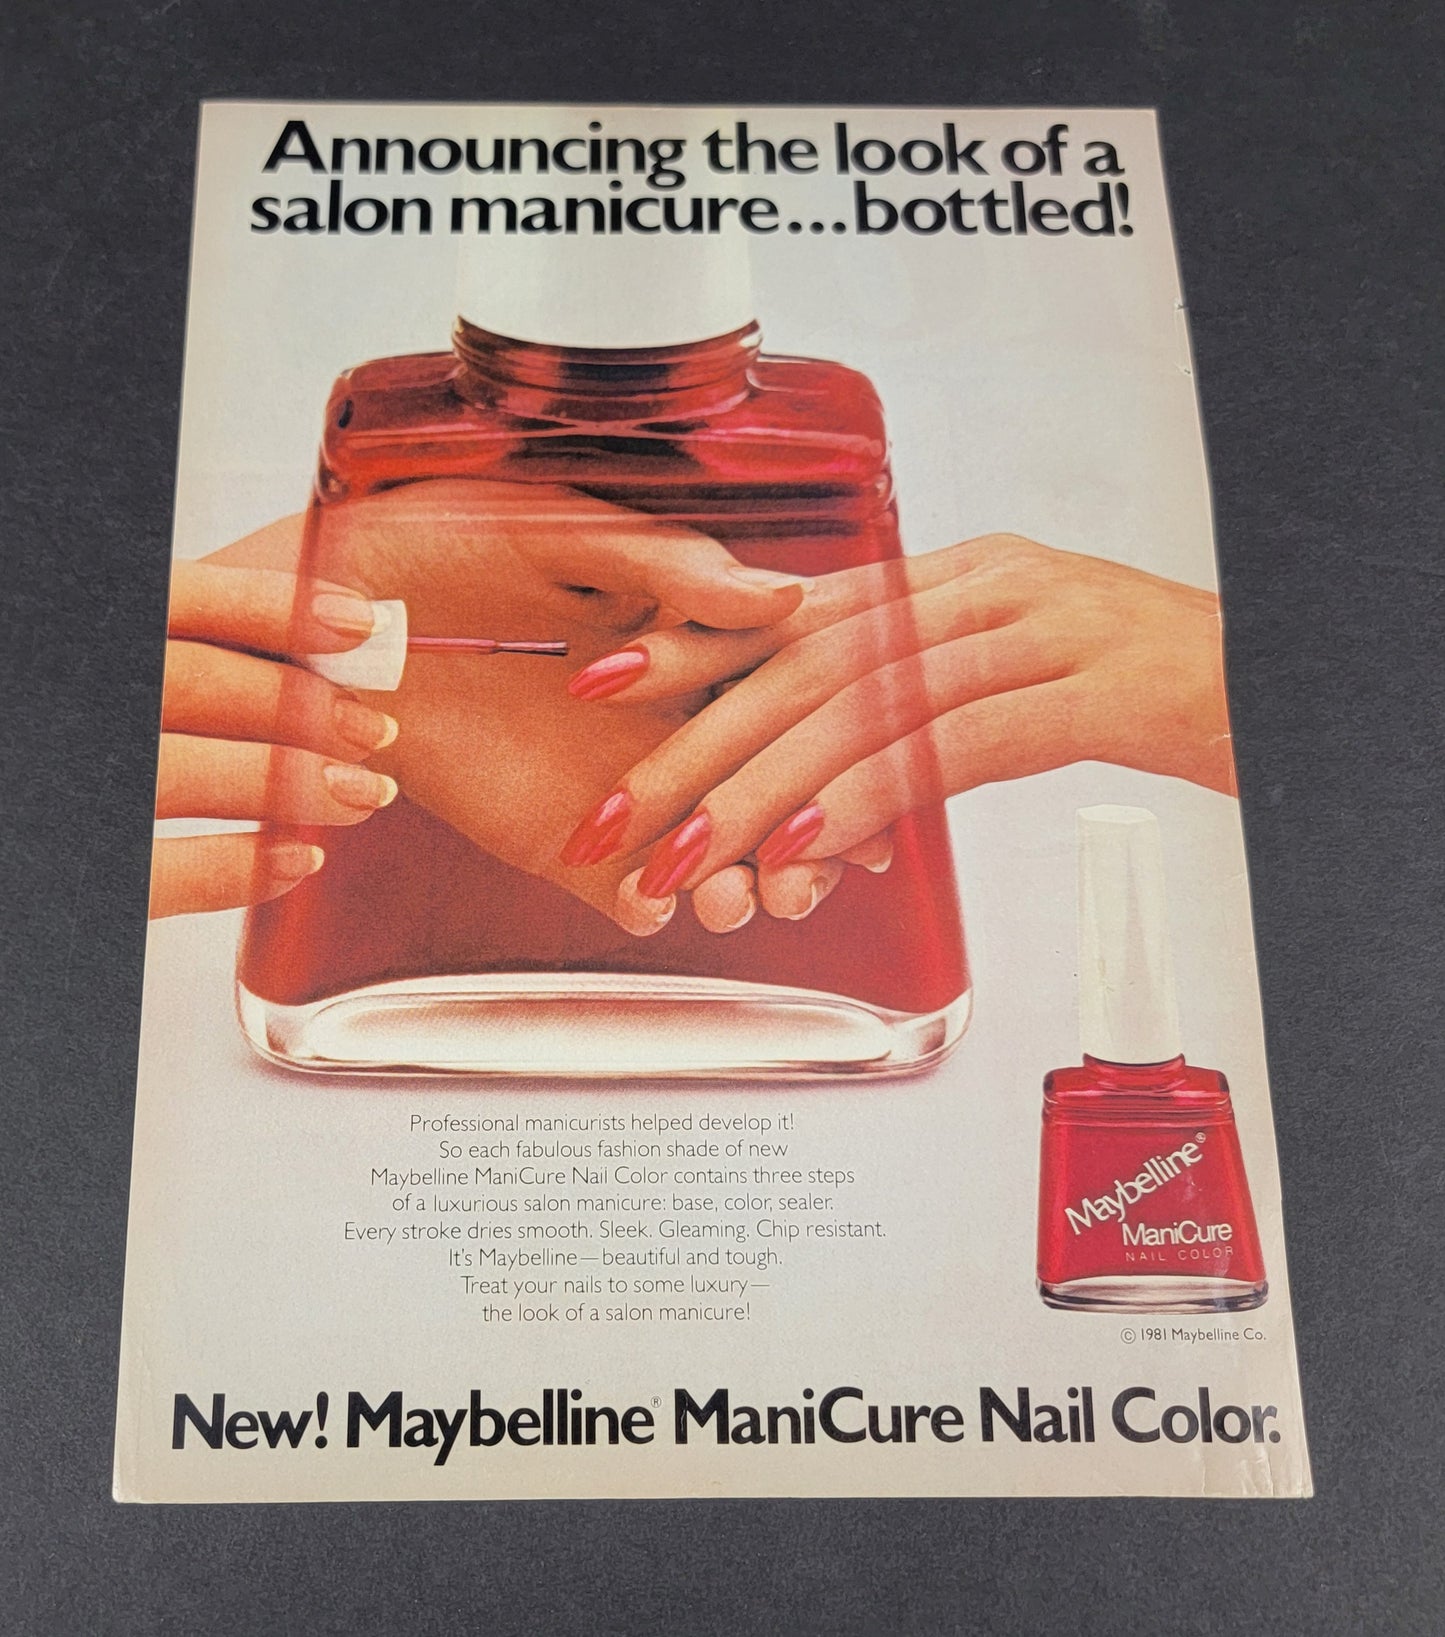 Announcing the look of a
salon manicure...bottled!
Professional manicurists helped develop it!
So each fabulous fashion shade of new
Maybelline ManiCure Nail Color contains three steps
of a luxurious salon manicure: base, color, sealer.
Every stroke dries smooth. Sleek. Gleaming. Chip resistant.
It's Maybelline—beautiful and tough.
Treat your nails to some luxury—
the look of a salon manicure!
Maybelline®
ManiCure
NAIL COLOR
© 1981 Maybelline Co.
New! Maybelline® ManiCure Nail Color.